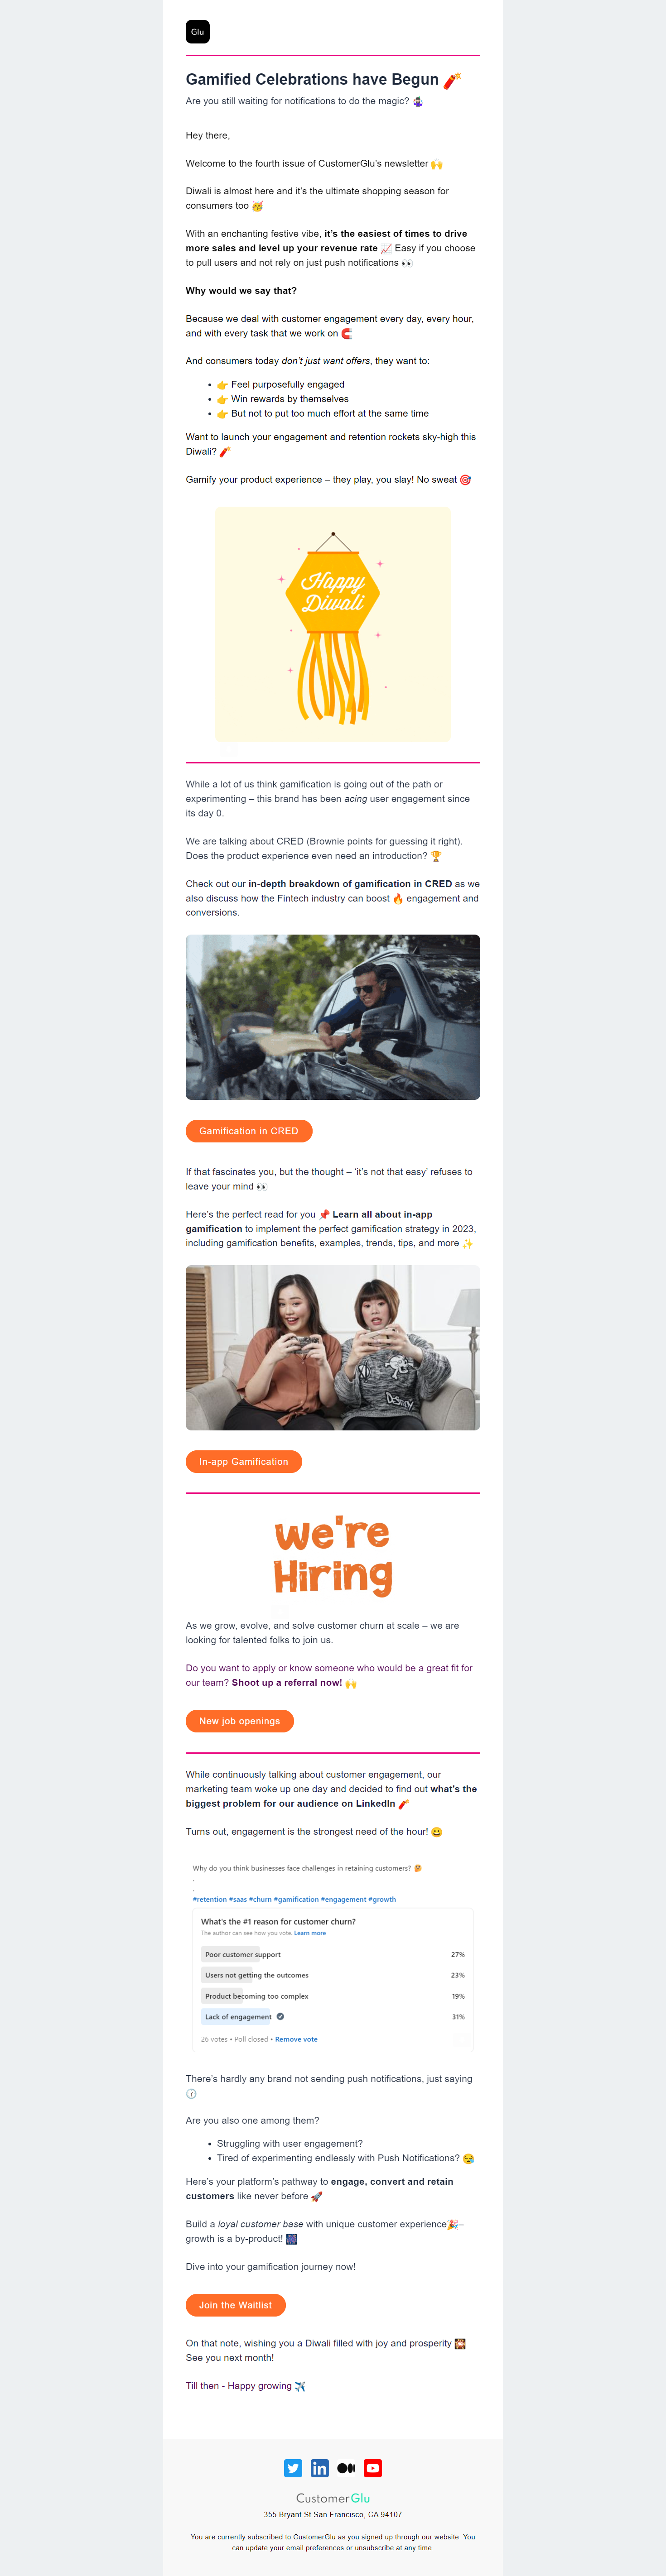 Glu
Gamified Celebrations have Begun 🧨
Are you still waiting for notifications to do the magic? 🤹🏻‍♀️
Hey there,
Welcome to the fourth issue of CustomerGlu's newsletter 🙌
Diwali is almost here and it's the ultimate shopping season for
consumers too 🥳
With an enchanting festive vibe, it's the easiest of times to drive
more sales and level up your revenue rate 📈 Easy if you choose
to pull users and not rely on just push notifications 👀
Why would we say that?
Because we deal with customer engagement every day, every hour,
and with every task that we work on 🧲
And consumers today don't just want offers, they want to:
• 👉 Feel purposefully engaged
• 👉 Win rewards by themselves
• 👉 But not to put too much effort at the same time
Want to launch your engagement and retention rockets sky-high this
Diwali? 🧨
Gamify your product experience – they play, you slay! No sweat 🎯
Happy
Diwali
While a lot of us think gamification is going out of the path or
experimenting – this brand has been acing user engagement since
its day 0.
We are talking about CRED (Brownie points for guessing it right).
Does the product experience even need an introduction? 🏆
Check out our in-depth breakdown of gamification in CRED as we
also discuss how the Fintech industry can boost 🔥 engagement and
conversions.
Gamification in CRED
If that fascinates you, but the thought – 'it's not that easy' refuses to
leave your mind 👀
Here's the perfect read for you 📌 Learn all about in-app
gamification to implement the perfect gamification strategy in 2023,
including gamification benefits, examples, trends, tips, and more ✨
In-app Gamification
we're
Hiring
As we grow, evolve, and solve customer churn at scale – we are
looking for talented folks to join us.
Do you want to apply or know someone who would be a great fit for
our team? Shoot up a referral now! 🙌
New job openings
While continuously talking about customer engagement, our
marketing team woke up one day and decided to find out what's the
biggest problem for our audience on LinkedIn 🧨
Turns out, engagement is the strongest need of the hour! 😀
Why do you think businesses face challenges in retaining customers?
.
.
#retention #saas #churn #gamification #engagement #growth
What's the #1 reason for customer churn?
The author can see how you vote. Learn more
Poor customer support 27%
Users not getting the outcomes 23%
Product becoming too complex 19%
Lack of engagement 31%
26 votes • Poll closed • Remove vote
There's hardly any brand not sending push notifications, just saying
🕜
Are you also one among them?
• Struggling with user engagement?
• Tired of experimenting endlessly with Push Notifications? 😪
Here's your platform's pathway to engage, convert and retain
customers like never before 🚀
Build a loyal customer base with unique customer experience🎉–
growth is a by-product! 🎆
Dive into your gamification journey now!
Join the Waitlist
On that note, wishing you a Diwali filled with joy and prosperity 🎇
See you next month!
Till then - Happy growing ✈️
in
CustomerGlu
355 Bryant St San Francisco, CA 94107
You are currently subscribed to CustomerGlu as you signed up through our website. You
can update your email preferences or unsubscribe at any time.